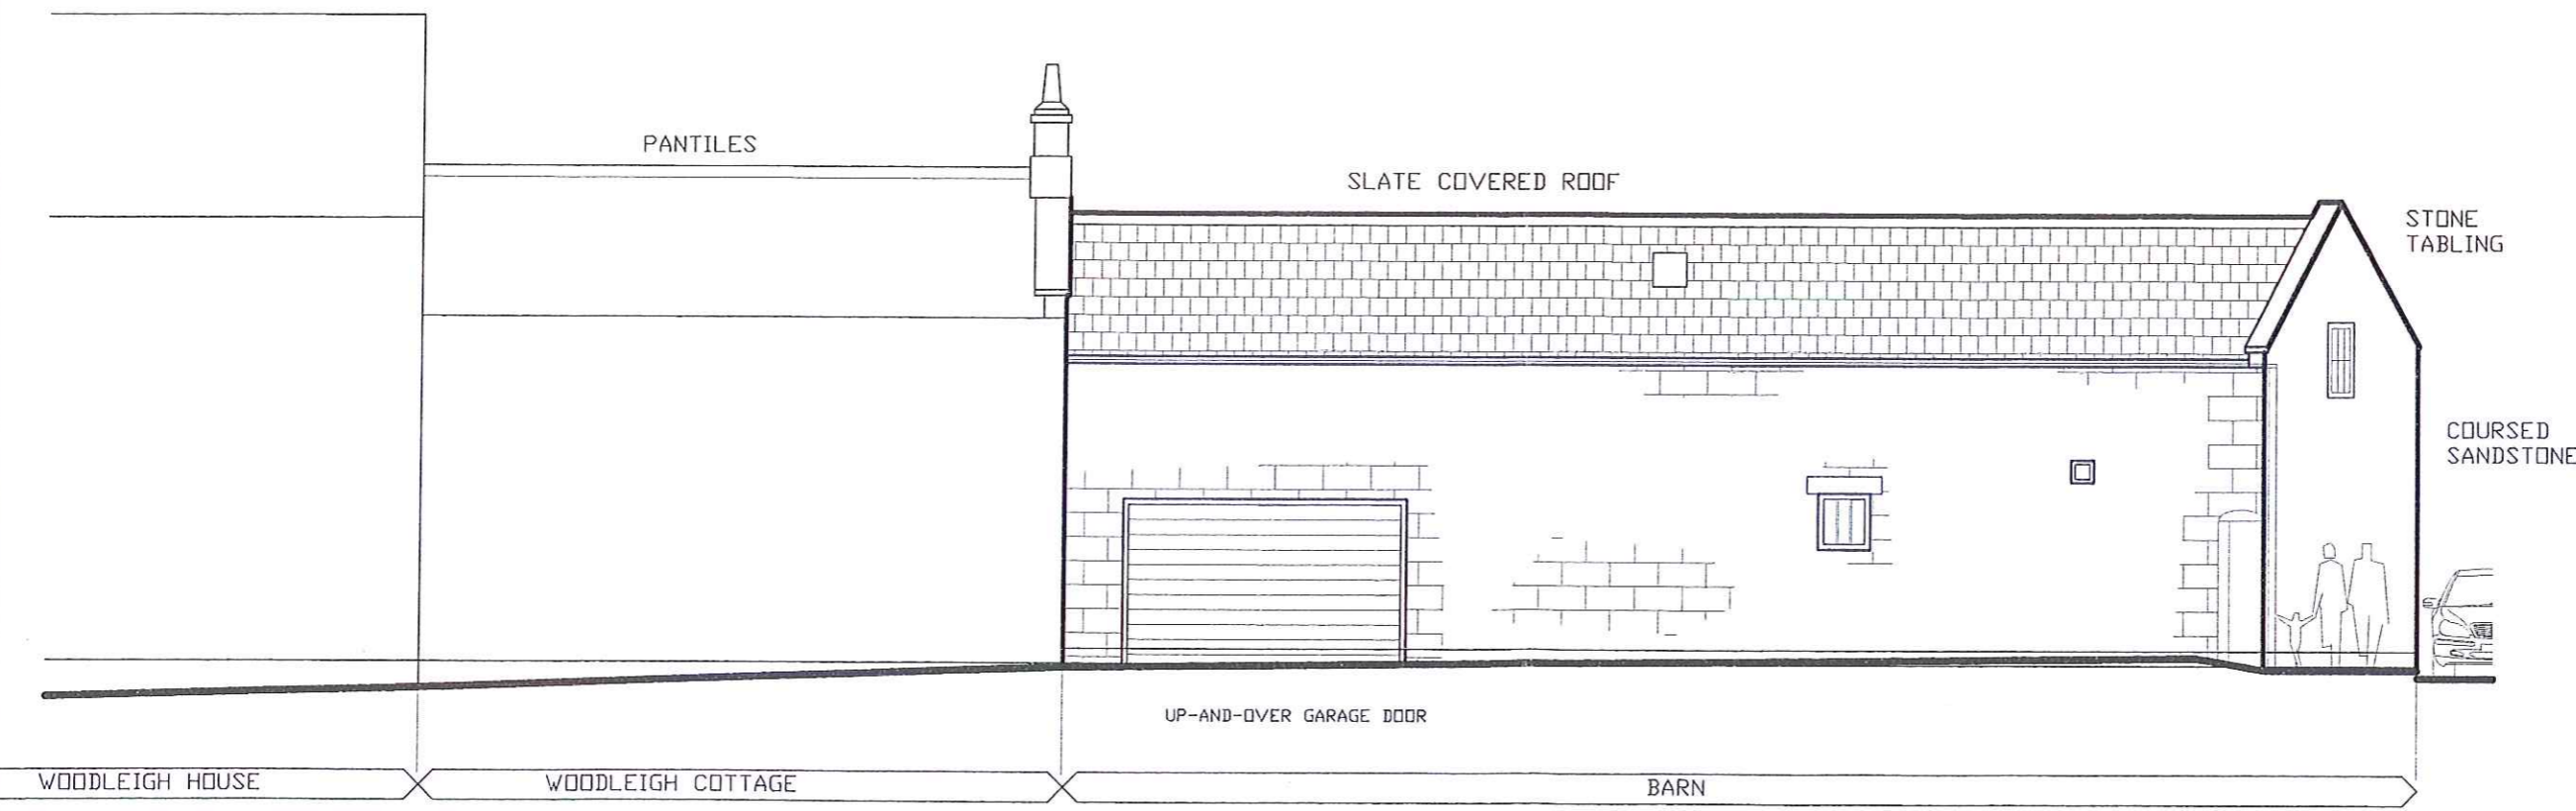 PANTILES
SLATE COVERED ROOF
STONE
TABLING
COURSED
SANDSTONE
UP-AND-OVER GARAGE DOOR
WOODLEIGH HOUSE
WOODLEIGH COTTAGE
BARN